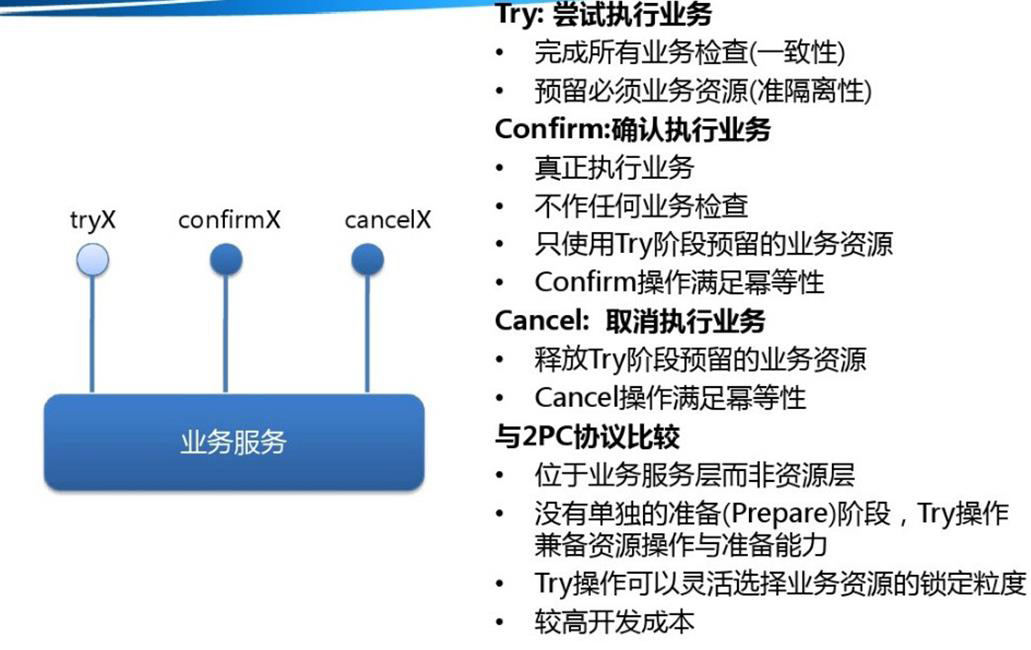 Try: 尝试执行业务
• 完成所有业务检查(一致性)
• 预留必须业务资源(准隔离性)
Confirm:确认执行业务
• 真正执行业务
• 不作任何业务检查
• 只使用Try阶段预留的业务资源
• Confirm操作满足幂等性
Cancel: 取消执行业务
• 释放Try阶段预留的业务资源
• Cancel操作满足幂等性
与2PC协议比较
• 位于业务服务层而非资源层
• 没有单独的准备(Prepare)阶段，Try操作
兼备资源操作与准备能力
• Try操作可以灵活选择业务资源的锁定粒度
• 较高开发成本
tryX confirmX cancelX
业务服务